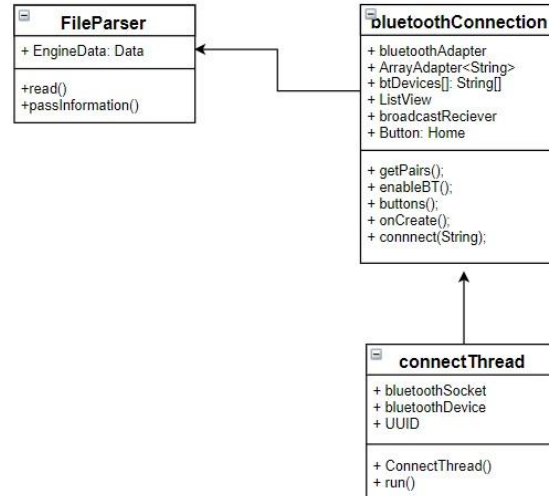 FileParser
+ EngineData: Data
+read()
+passInformation()
bluetoothConnection
+ bluetoothAdapter
+ ArrayAdapter<String>
+ btDevices[]: String[]
+ ListView
+ broadcastReciever
+ Button: Home
+ getPairs();
+ enableBT();
+ buttons();
+ onCreate();
+ connnect(String);
connectThread
+ bluetoothSocket
+ bluetoothDevice
+ UUID
+ ConnectThread()
+ run()